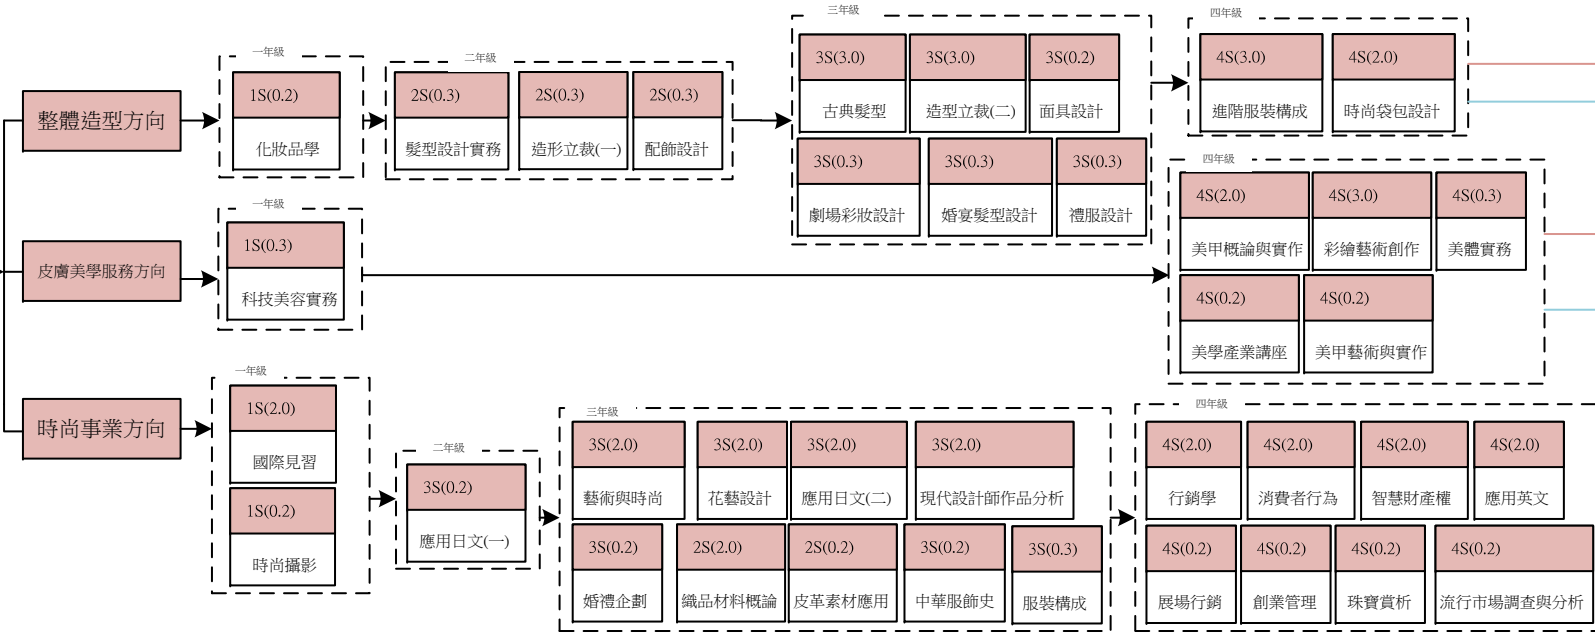 整體造型方向
一年級
1S(0.2)
化妝品學
二年級
2S(0.3)
髮型設計實務
2S(0.3)
造形立裁(一)
2S(0.3)
配飾設計
三年級
3S(3.0)
古典髮型
3S(3.0)
造型立裁(二)
3S(0.2)
面具設計
3S(0.3)
劇場彩妝設計
3S(0.3)
婚宴髮型設計
3S(0.3)
禮服設計
四年級
4S(3.0)
進階服裝構成
4S(2.0)
時尚袋包設計
皮膚美學服務方向
一年級
1S(0.3)
科技美容實務
四年級
4S(2.0)
美甲概論與實作
4S(3.0)
彩繪藝術創作
4S(0.3)
美體實務
4S(0.2)
美學產業講座
4S(0.2)
美甲藝術與實作
時尚事業方向
一年級
1S(2.0)
國際見習
1S(0.2)
時尚攝影
二年級
3S(0.2)
應用日文(一)
三年級
3S(2.0)
藝術與時尚
3S(2.0)
花藝設計
3S(2.0)
應用日文(二)
3S(2.0)
現代設計師作品分析
3S(0.2)
婚禮企劃
2S(2.0)
織品材料概論
2S(0.2)
皮革素材應用
3S(0.2)
中華服飾史
3S(0.3)
服裝構成
四年級
4S(2.0)
行銷學
4S(2.0)
消費者行為
4S(2.0)
智慧財產權
4S(2.0)
應用英文
4S(0.2)
展場行銷
4S(0.2)
創業管理
4S(0.2)
珠寶賞析
4S(0.2)
流行市場調查與分析